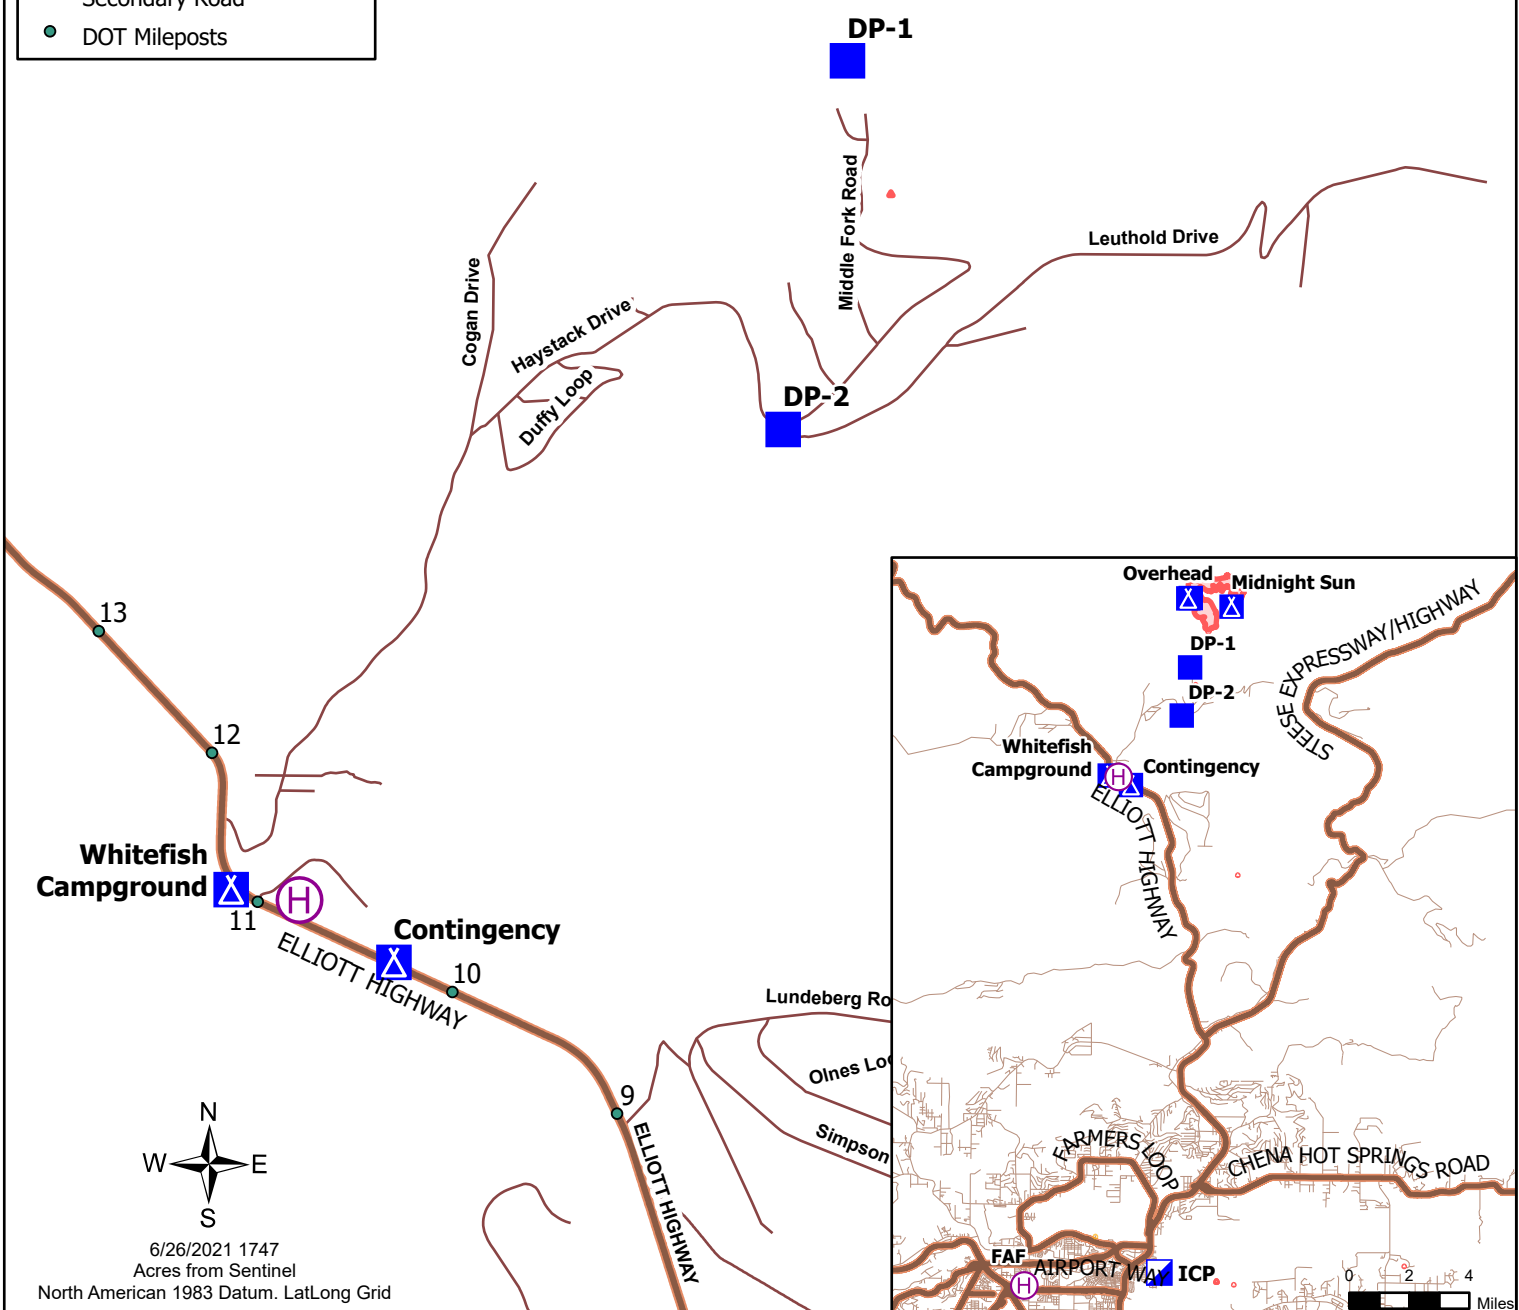 Secondary Road
DOT Mileposts
DP-1
Middle Fork Road
Leuthold Drive
Cogan Drive
Haystack Drive
Duffy Loop
DP-2
13
12
Whitefish
Campground
11
H
Contingency
10
ELLIOTT HIGHWAY
9
ELLIOTT HIGHWAY
Lundeberg Ro
Olnes Loo
Simpson
N
W
E
S
6/26/2021 1747
Acres from Sentinel
North American 1983 Datum. LatLong Grid
Overhead
Midnight Sun
DP-1
DP-2
STEESE EXPRESSWAY/HIGHWAY
Whitefish
Campground
H
Contingency
ELLIOTT HIGHWAY
FARMERS LOOP
CHENA HOT SPRINGS ROAD
FAF
H
AIRPORT WAY
ICP
0 2 4
Miles